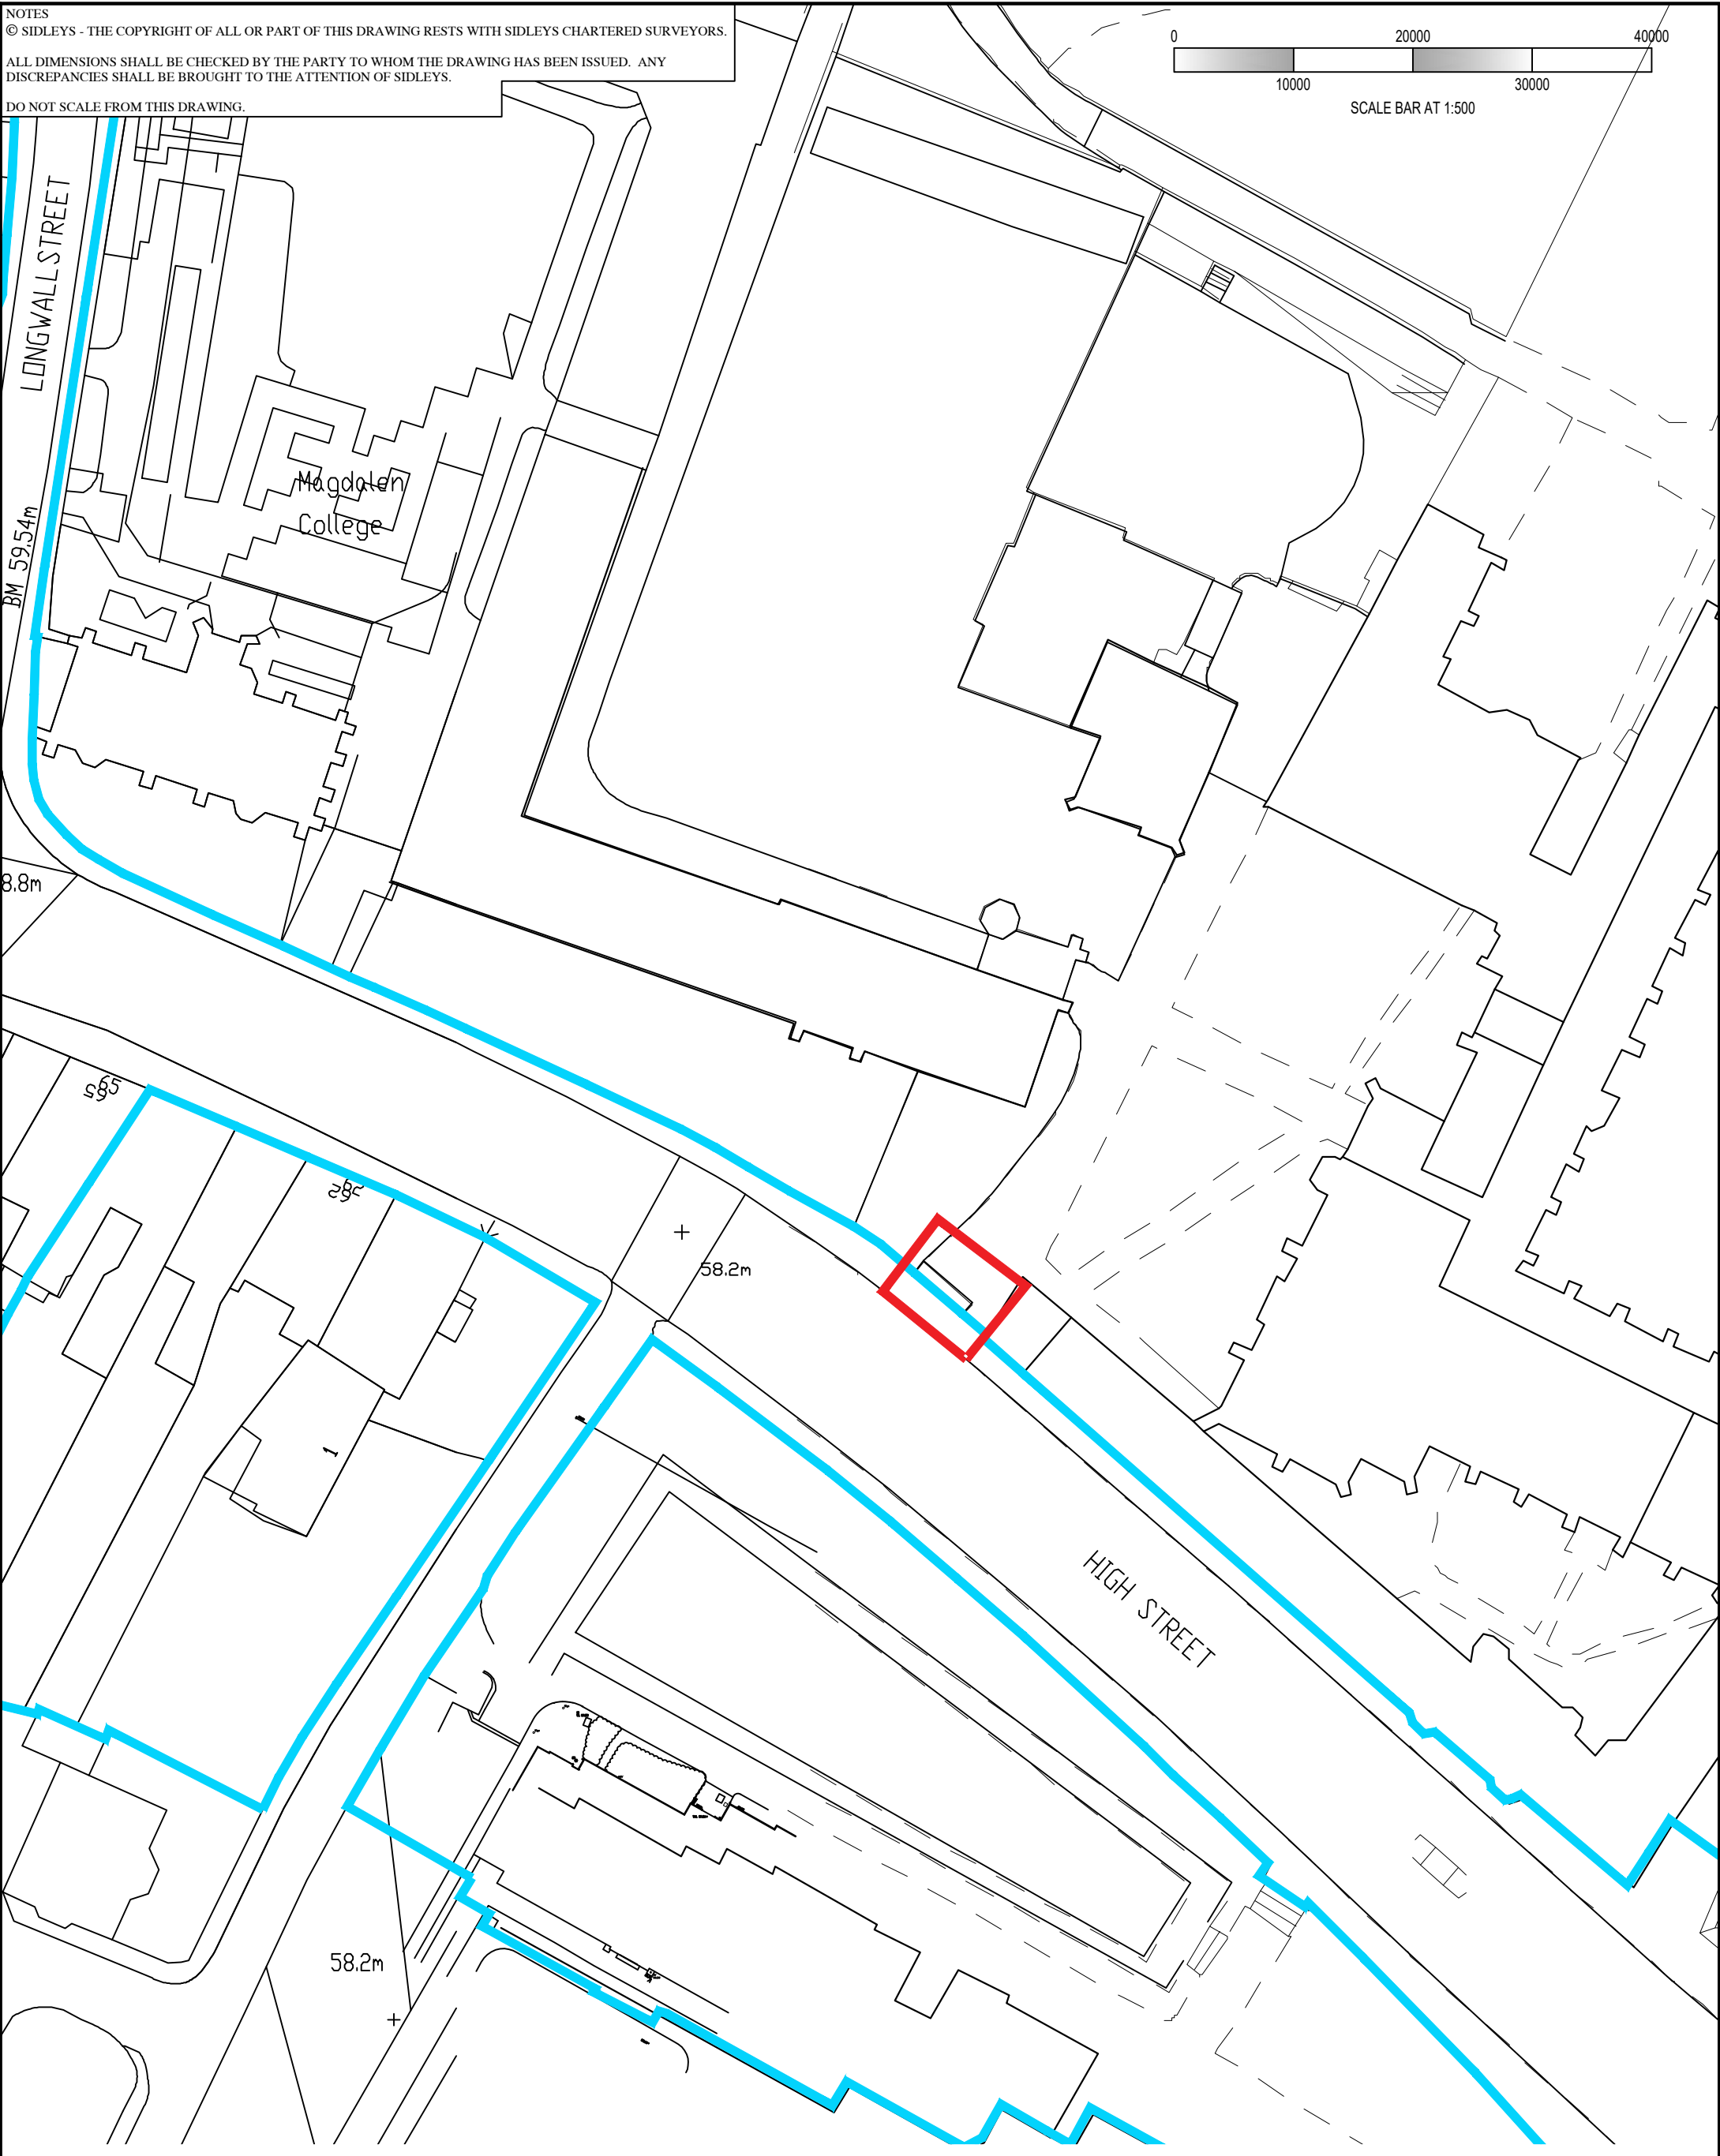 NOTES
© SIDLEYS - THE COPYRIGHT OF ALL OR PART OF THIS DRAWING RESTS WITH SIDLEYS CHARTERED SURVEYORS.
ALL DIMENSIONS SHALL BE CHECKED BY THE PARTY TO WHOM THE DRAWING HAS BEEN ISSUED. ANY
DISCREPANCIES SHALL BE BROUGHT TO THE ATTENTION OF SIDLEYS.
DO NOT SCALE FROM THIS DRAWING.
0 20000 40000
10000 30000
SCALE BAR AT 1:500
LONGWALLSTREET
Magdalen
College
BM 59.54m
8.8m
58.2m
1
HIGH STREET
58.2m